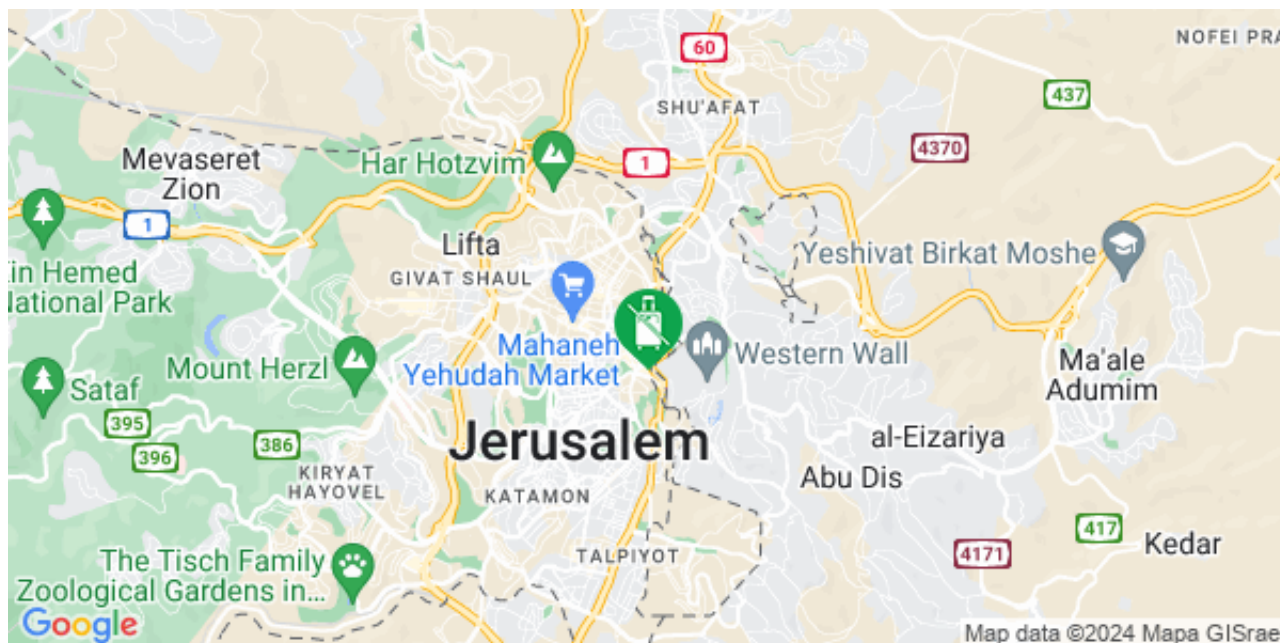 60
NOFEI PRA
437
SHU'AFAT
4370
Mevaseret
Zion
Har Hotzvim
1
1
Lifta
GIVAT SHAUL
Yeshivat Birkat Moshe
Ein Hemed
National Park
Mahaneh
Yehudah Market
Western Wall
Mount Herzl
Ma'ale
Adumim
Sataf
395
386
396
Jerusalem
al-Eizariya
Abu Dis
KIRYAT
HAYOVEL
KATAMON
417
Kedar
TALPIYOT
4171
The Tisch Family
Zoological Gardens in...
Google
Map data ©2024 Mapa GISrae